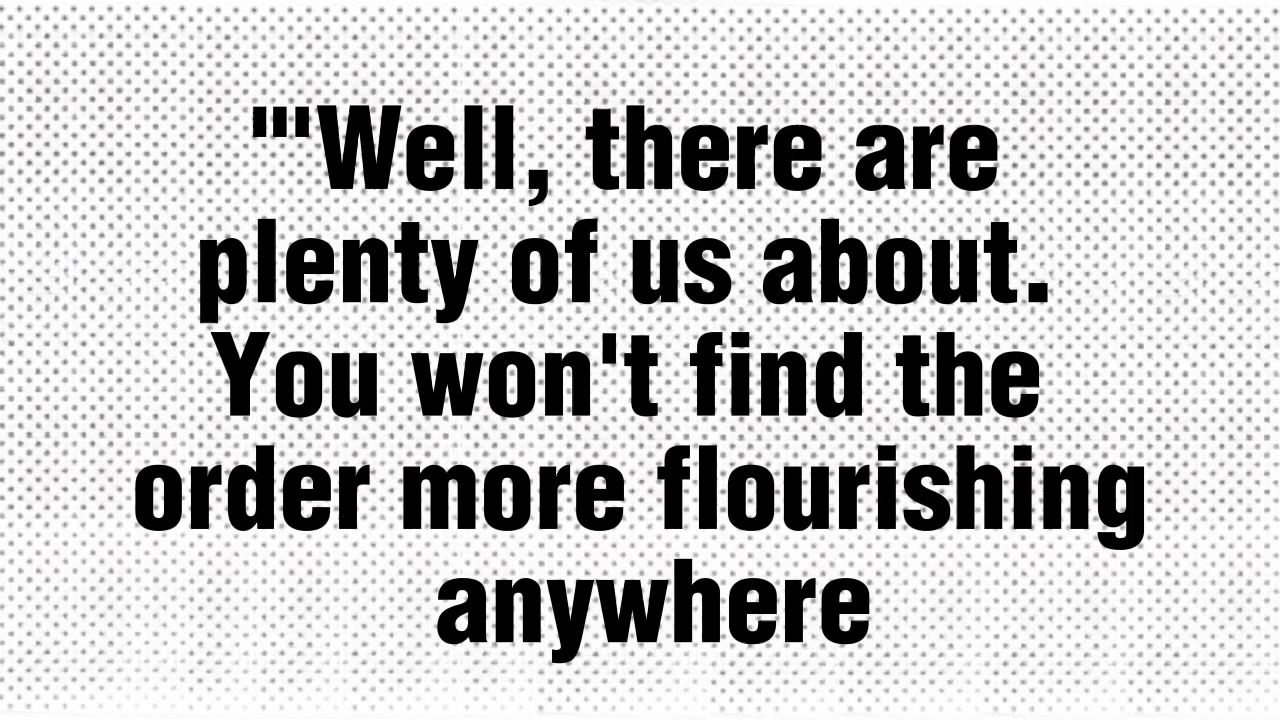 "'Well, there are
plenty of us about.
You won't find the
order more flourishing
anywhere